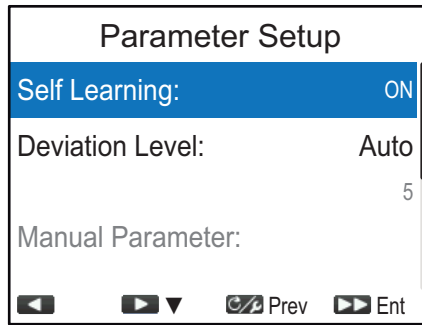 Parameter Setup
Self Learning: ON
Deviation Level: Auto
5
Manual Parameter:
Prev Ent